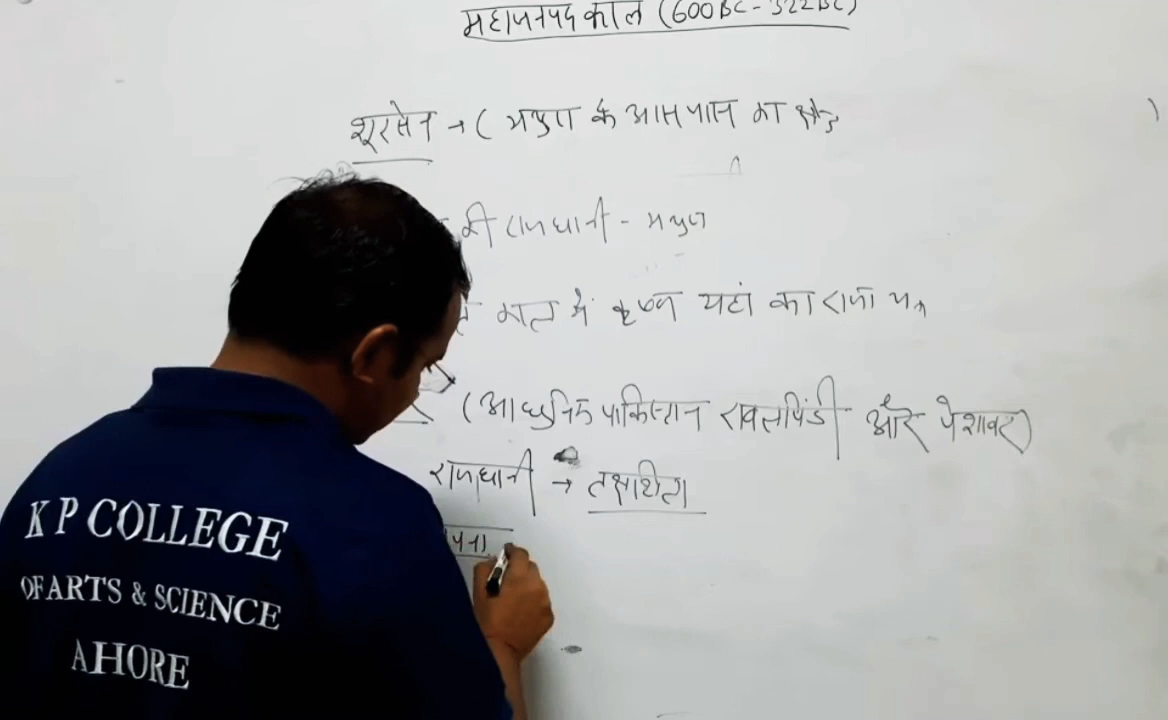 महाजनपद काल (600BC-322BC)
शूरसेन → ( मथुरा के आसपास का क्षेत्र
की राजधानी - मथुरा
काल में कृष्ण यहां का राजा था
(आधुनिक पाकिस्तान रावलपिंडी और पेशावर)
राजधानी → तक्षशिला
K P COLLEGE
OF ARTS & SCIENCE
AHORE